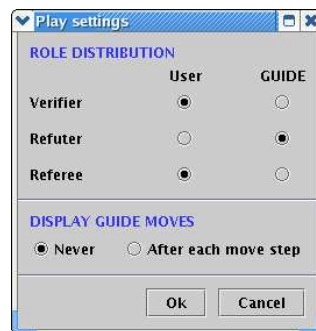 Play settings
ROLE DISTRIBUTION
User GUIDE
Verifier
Refuter
Referee
DISPLAY GUIDE MOVES
Never After each move step
Ok Cancel